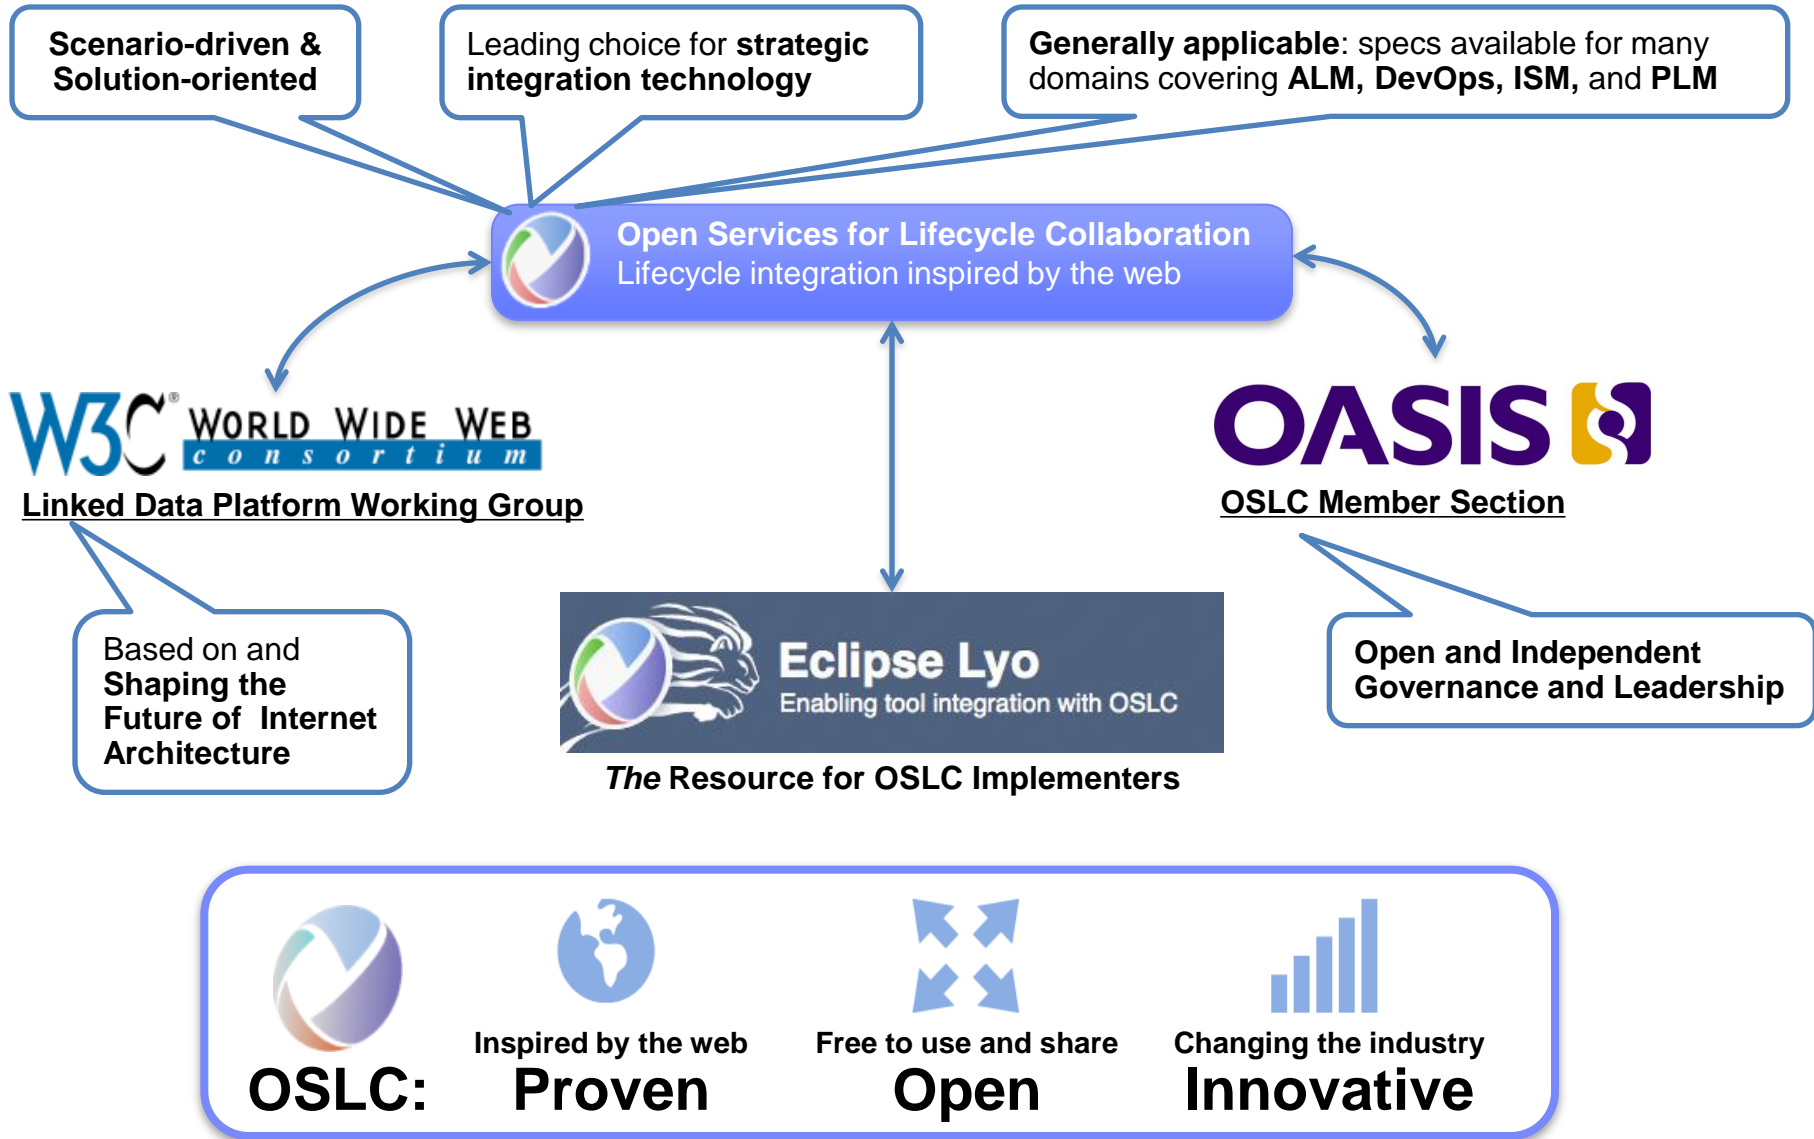 Scenario-driven &
Solution-oriented
Leading choice for strategic
integration technology
Generally applicable: specs available for many
domains covering ALM, DevOps, ISM, and PLM
Open Services for Lifecycle Collaboration
Lifecycle integration inspired by the web
W3C® WORLD WIDE WEB
consortium
Linked Data Platform Working Group
OASIS
OSLC Member Section
Based on and
Shaping the
Future of Internet
Architecture
Eclipse Lyo
Enabling tool integration with OSLC
The Resource for OSLC Implementers
Open and Independent
Governance and Leadership
Inspired by the web
Free to use and share
Changing the industry
OSLC: Proven Open Innovative